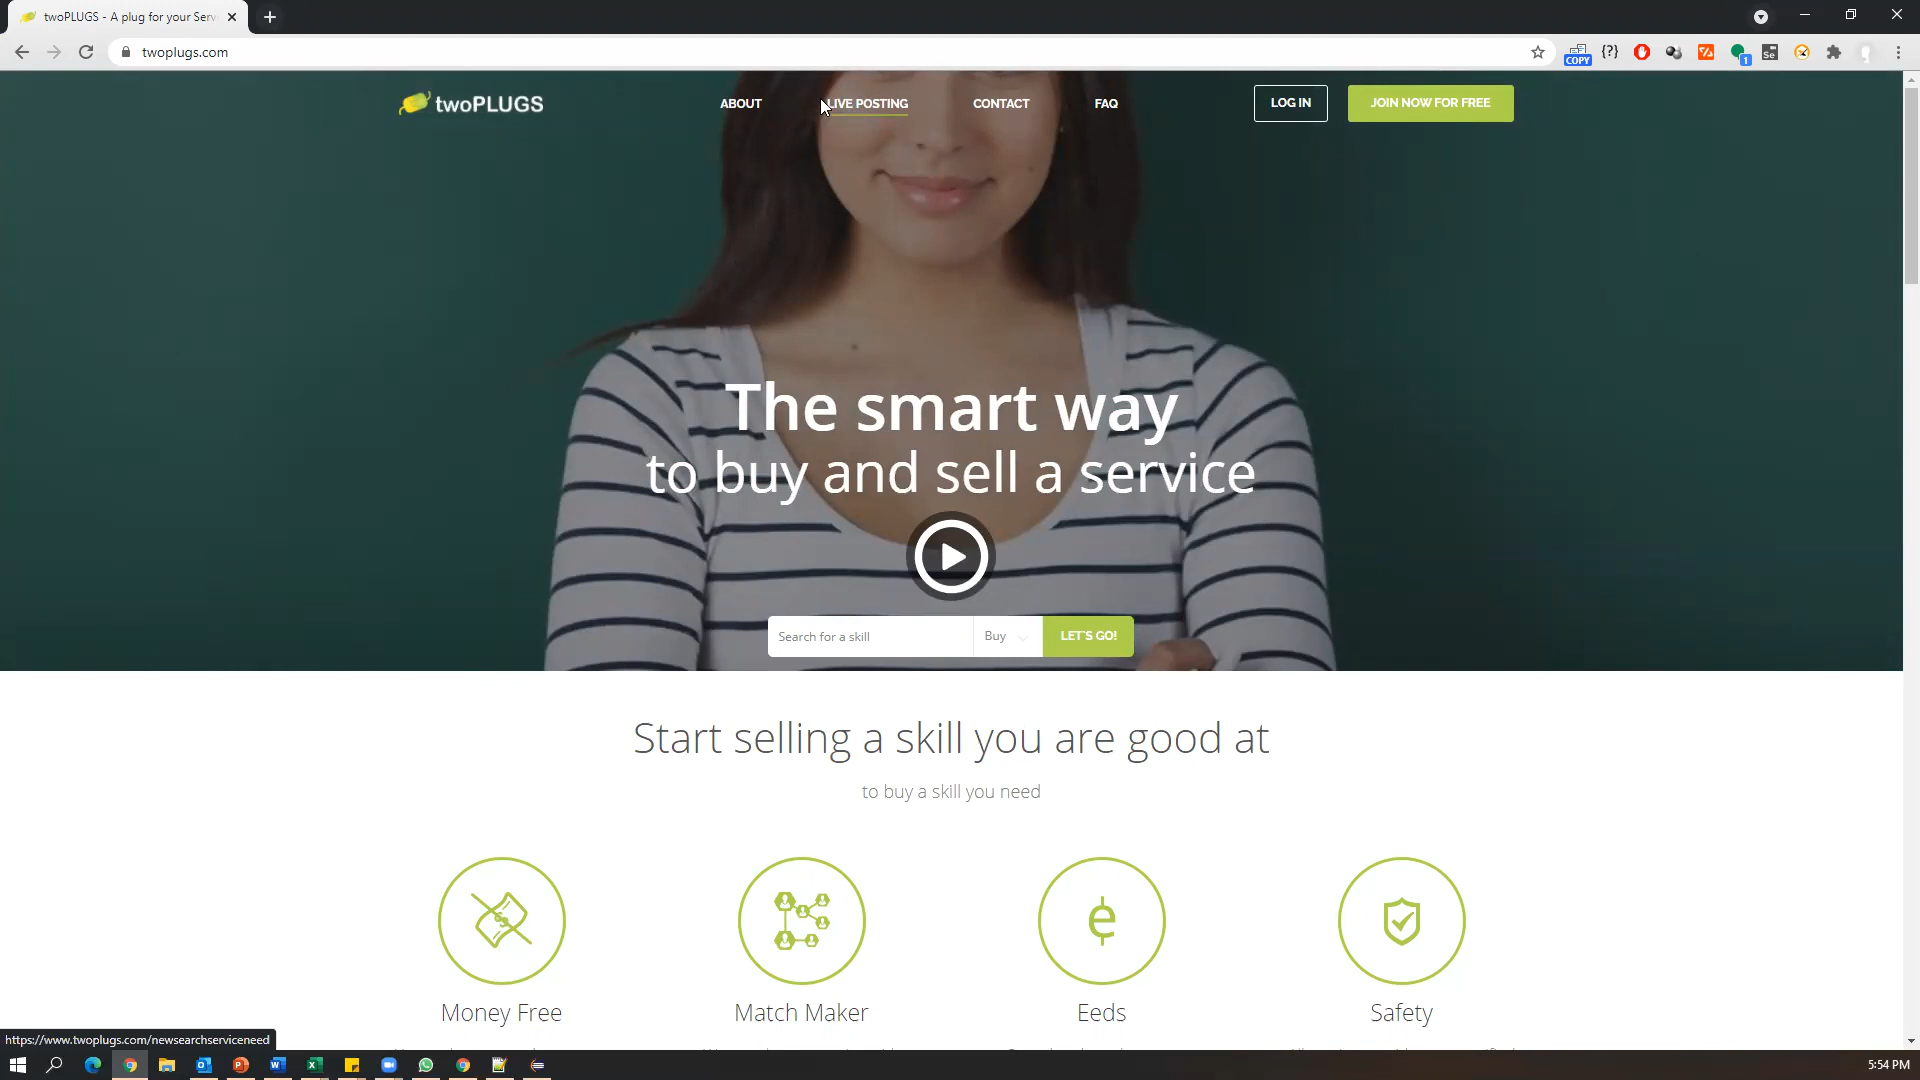 twoPLUGS - A plug for your Serv
twoplugs.com
COPY
{?}
1
Se
twoPLUGS
ABOUT
LIVE POSTING
CONTACT
FAQ
LOG IN
JOIN NOW FOR FREE
The smart way
to buy and sell a service
Search for a skill
Buy
LET'S GO!
Start selling a skill you are good at
to buy a skill you need
Money Free
Match Maker
Eeds
Safety
https://www.twoplugs.com/newsearchserviceneed
5:54 PM